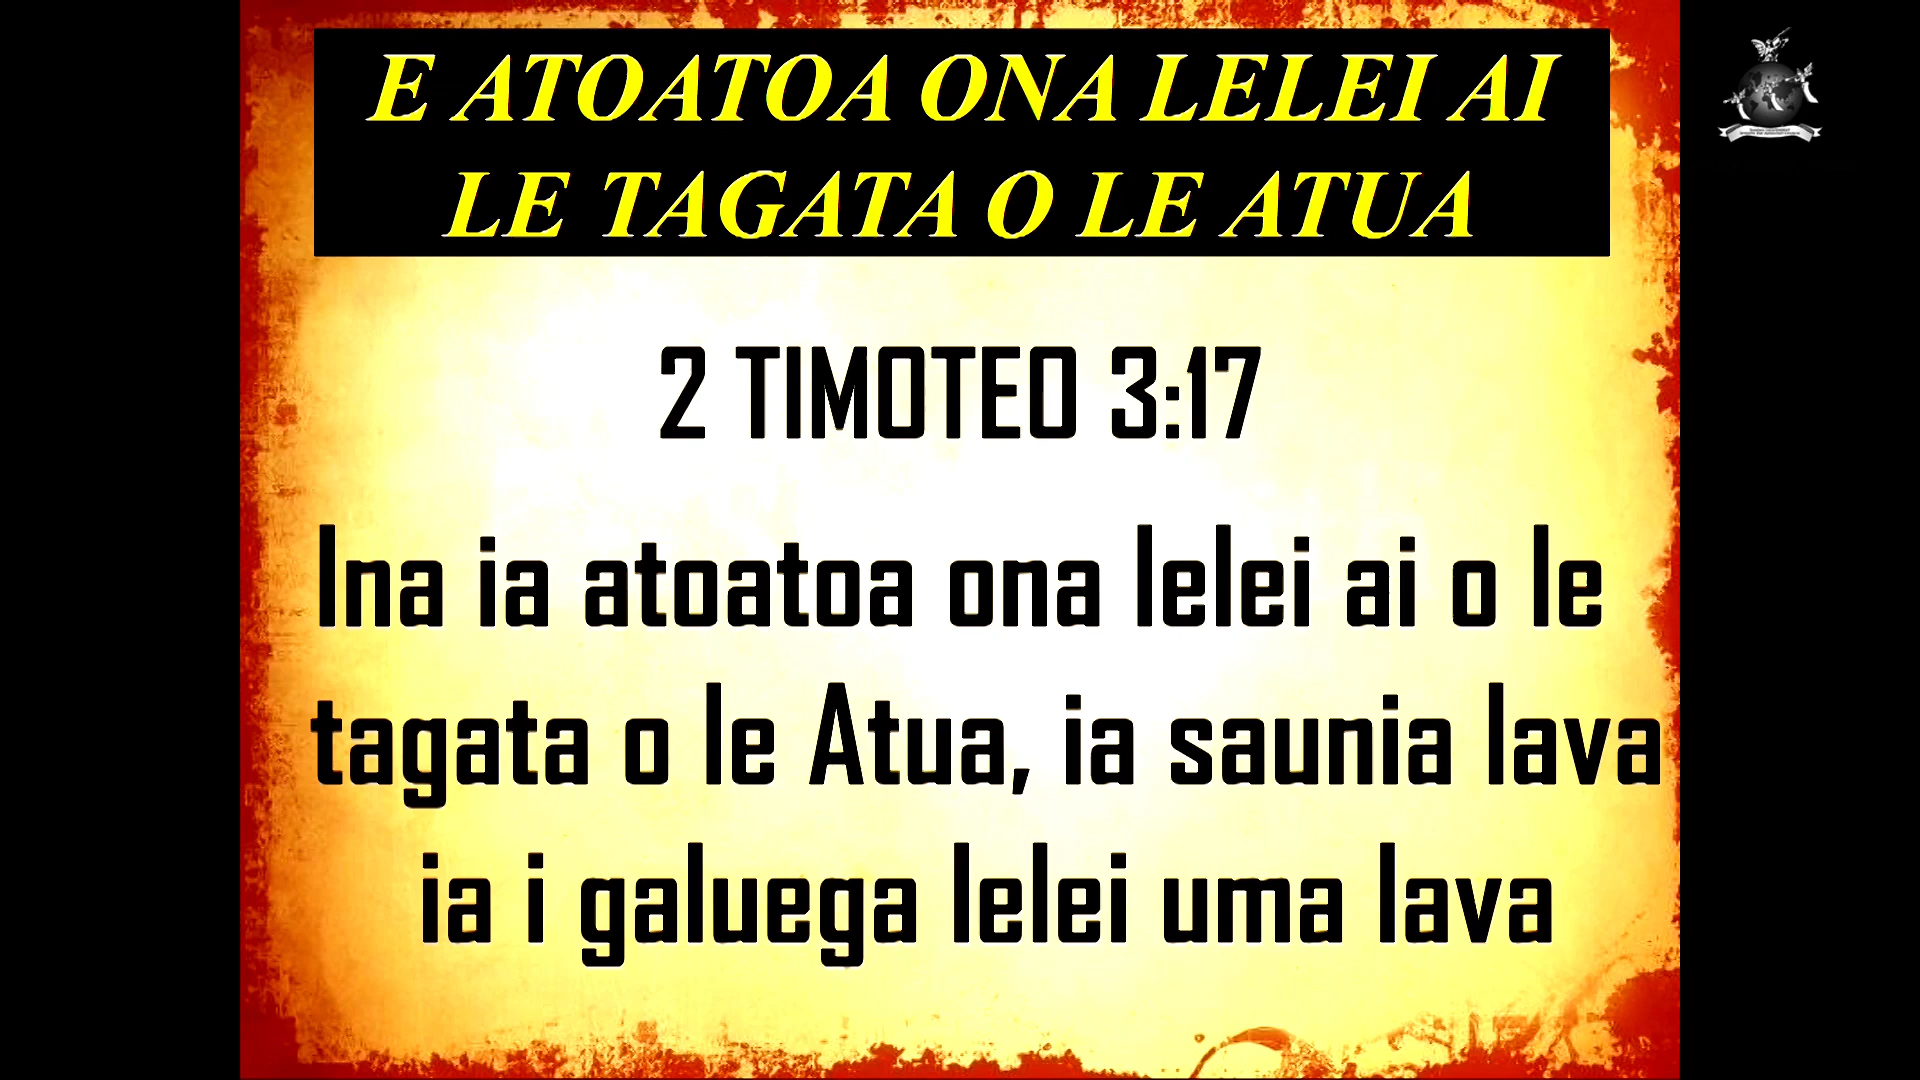 E ATOATOA ONA LELEI AI
LE TAGATA O LE ATUA
2 TIMOTEO 3:17
Ina ia atoatoa ona lelei ai o le
tagata o le Atua, ia saunia lava
ia i galuega lelei uma lava